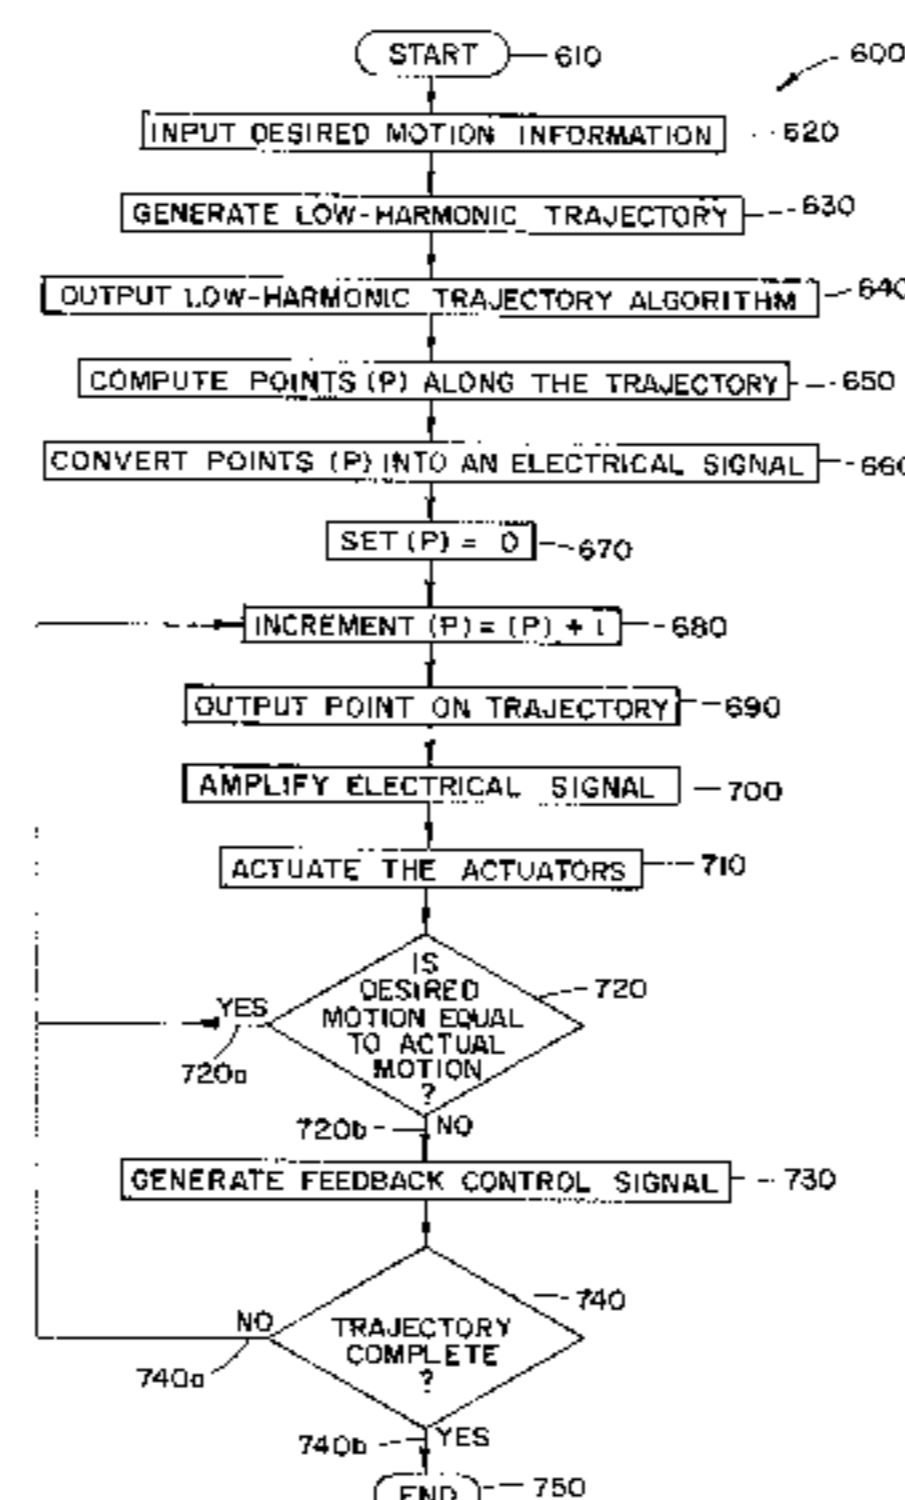 START 610
600
INPUT DESIRED MOTION INFORMATION 620
GENERATE LOW-HARMONIC TRAJECTORY 630
OUTPUT LOW-HARMONIC TRAJECTORY ALGORITHM 640
COMPUTE POINTS (P) ALONG THE TRAJECTORY 650
CONVERT POINTS (P) INTO AN ELECTRICAL SIGNAL 660
SET (P) = 0 670
INCREMENT (P) = (P) + 1 680
OUTPUT POINT ON TRAJECTORY 690
AMPLIFY ELECTRICAL SIGNAL 700
ACTUATE THE ACTUATORS 710
IS
DESIRED
MOTION EQUAL
TO ACTUAL
MOTION
?
720
YES
720a
720b NO
GENERATE FEEDBACK CONTROL SIGNAL 730
740
TRAJECTORY
COMPLETE
?
NO
740a
740b YES
END 750